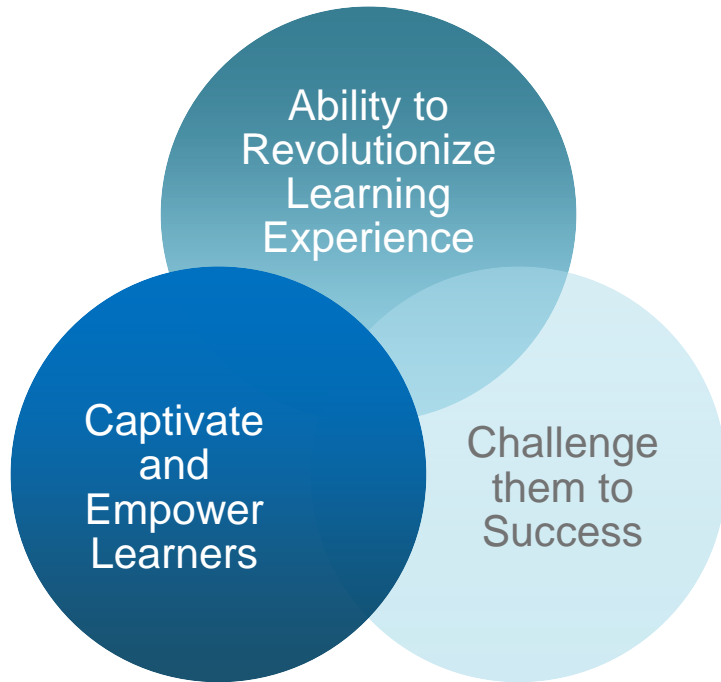 Ability to
Revolutionize
Learning
Experience
Captivate
and
Empower
Learners
Challenge
them to
Success